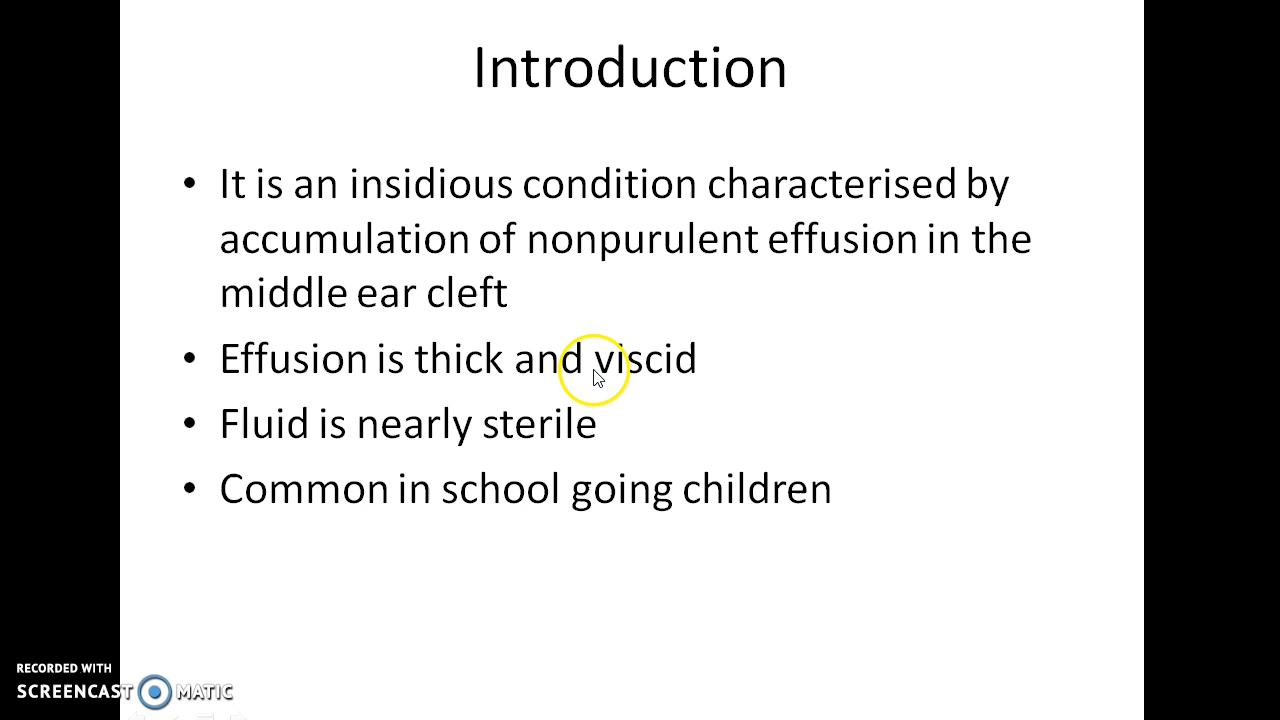 Introduction
• It is an insidious condition characterised by
accumulation of nonpurulent effusion in the
middle ear cleft
• Effusion is thick and viscid
• Fluid is nearly sterile
• Common in school going children
RECORDED WITH
SCREENCAST MATIC